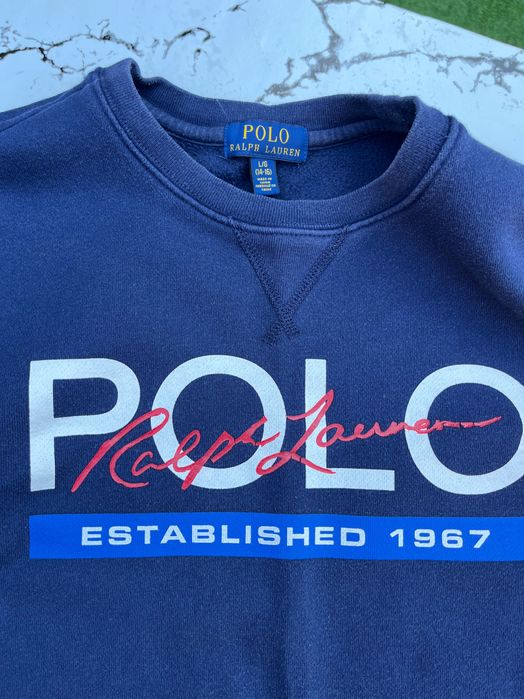 POLO
RALPH LAUREN
L/G
(14-16)
POLO
Ralph Lauren
ESTABLISHED 1967